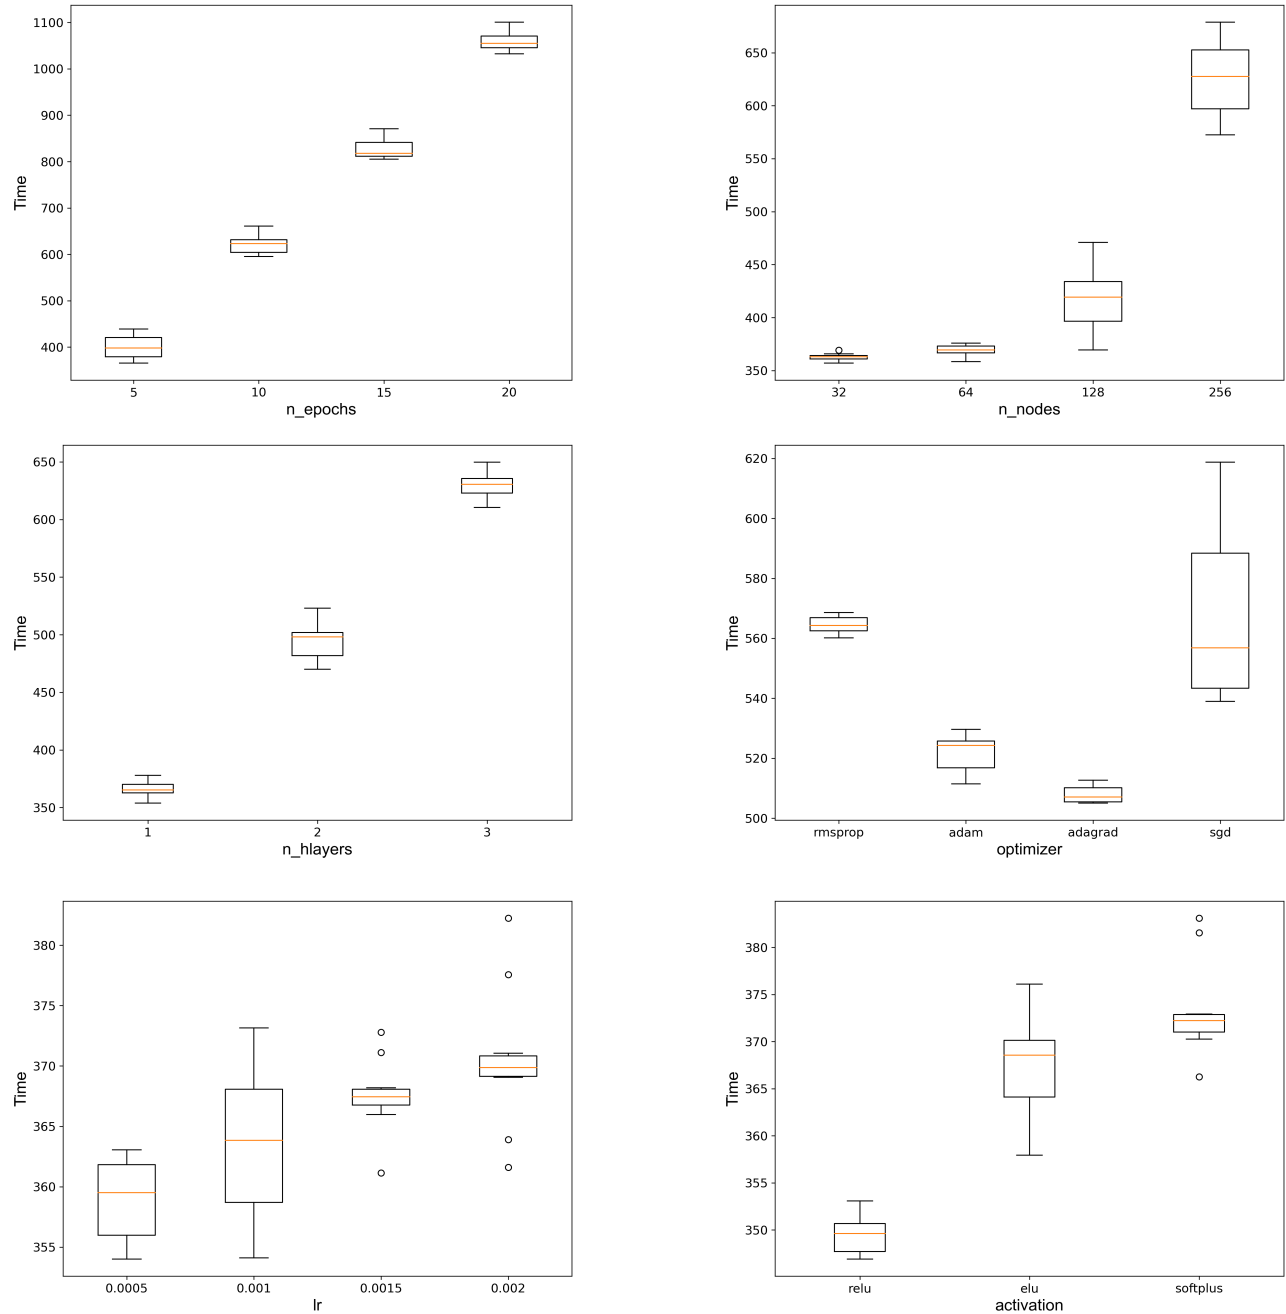 1100
1000
900
800
700
600
500
400
Time
5 10 15 20
n_epochs
650
600
550
500
450
400
350
Time
32 64 128 256
n_nodes
650
600
550
500
450
400
350
Time
1 2 3
n_hlayers
620
600
580
560
540
520
500
Time
rmsprop adam adagrad sgd
optimizer
380
375
370
365
360
355
Time
0.0005 0.001 0.0015 0.002
lr
380
375
370
365
360
355
350
Time
relu elu softplus
activation